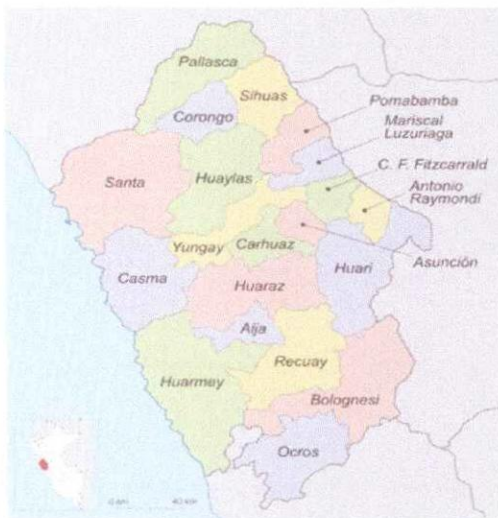 Pallasca
Sihuas
Corongo
Pomabamba
Mariscal
Luzuriaga
C. F. Fitzcarrald
Antonio
Raymondi
Santa
Huaylas
Yungay
Carhuaz
Asunción
Casma
Huari
Huaraz
Aija
Recuay
Huarmey
Bolognesi
Ocros